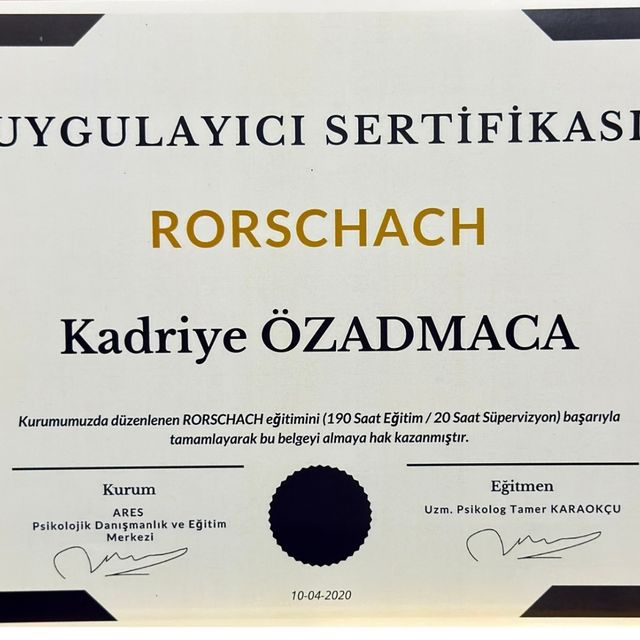 UYGULAYICI SERTİFİKASI
RORSCHACH
Kadriye ÖZADMACA
Kurumumuzda düzenlenen RORSCHACH eğitimini (190 Saat Eğitim / 20 Saat Süpervizyon) başarıyla
tamamlayarak bu belgeyi almaya hak kazanmıştır.
Kurum
ARES
Psikolojik Danışmanlık ve Eğitim
Merkezi
Eğitmen
Uzm. Psikolog Tamer KARAOKÇU
10-04-2020